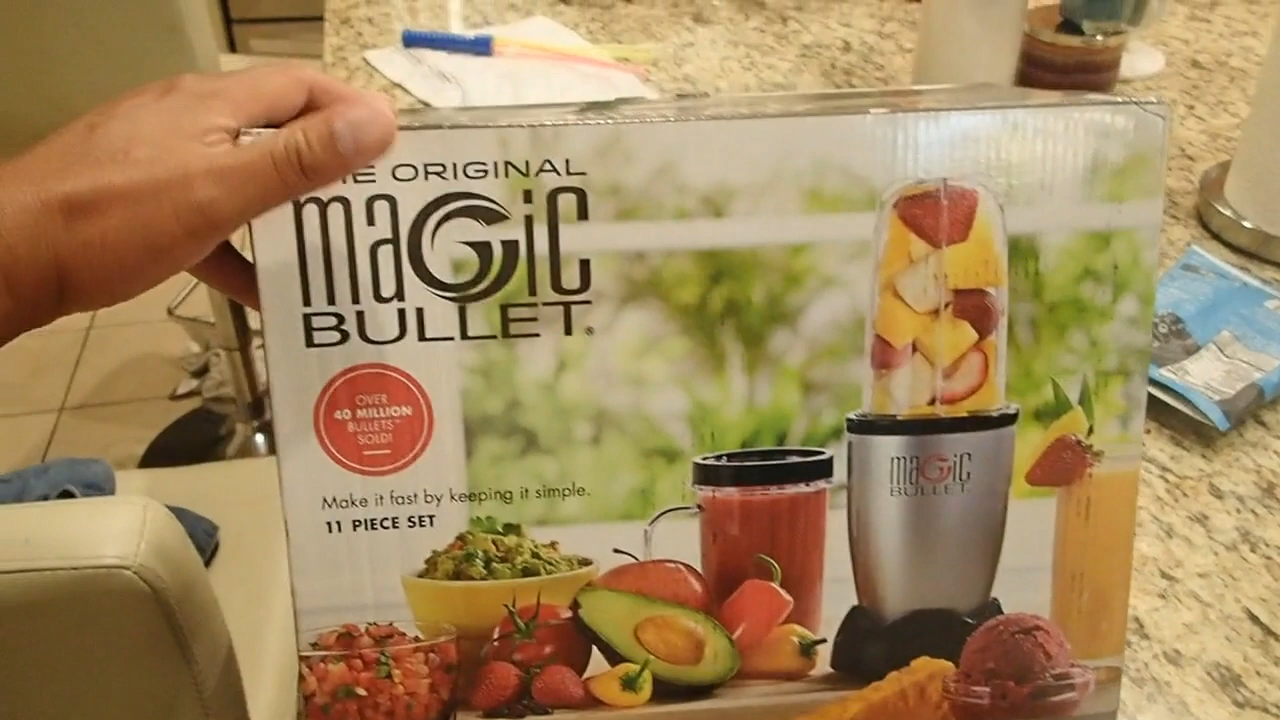 E ORIGINAL
maGic
BULLET®
OVER
40 MILLION
BULLETS™
SOLD!
Make it fast by keeping it simple.
11 PIECE SET
maGic
BULLET